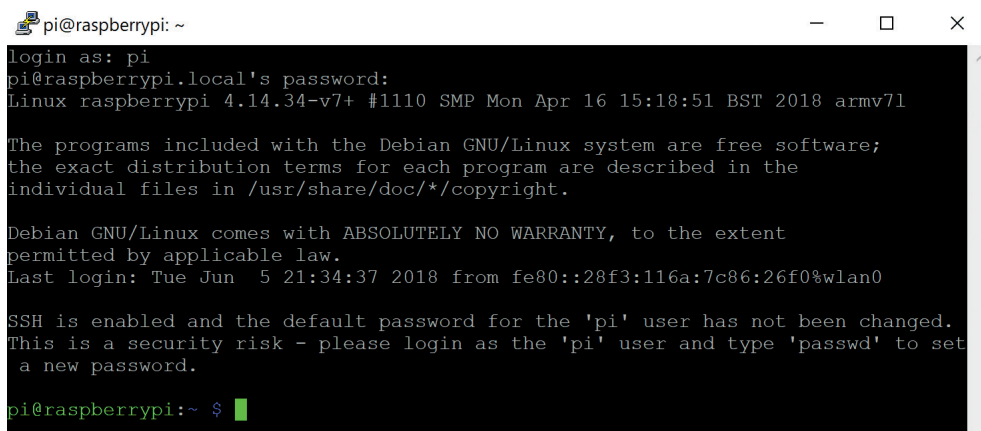 pi@raspberrypi: ~
login as: pi
pi@raspberrypi.local's password:
Linux raspberrypi 4.14.34-v7+ #1110 SMP Mon Apr 16 15:18:51 BST 2018 armv7l
The programs included with the Debian GNU/Linux system are free software;
the exact distribution terms for each program are described in the
individual files in /usr/share/doc/*/copyright.
Debian GNU/Linux comes with ABSOLUTELY NO WARRANTY, to the extent
permitted by applicable law.
Last login: Tue Jun  5 21:34:37 2018 from fe80::28f3:116a:7c86:26f0%wlan0
SSH is enabled and the default password for the 'pi' user has not been changed.
This is a security risk - please login as the 'pi' user and type 'passwd' to set
 a new password.
pi@raspberrypi:~ $